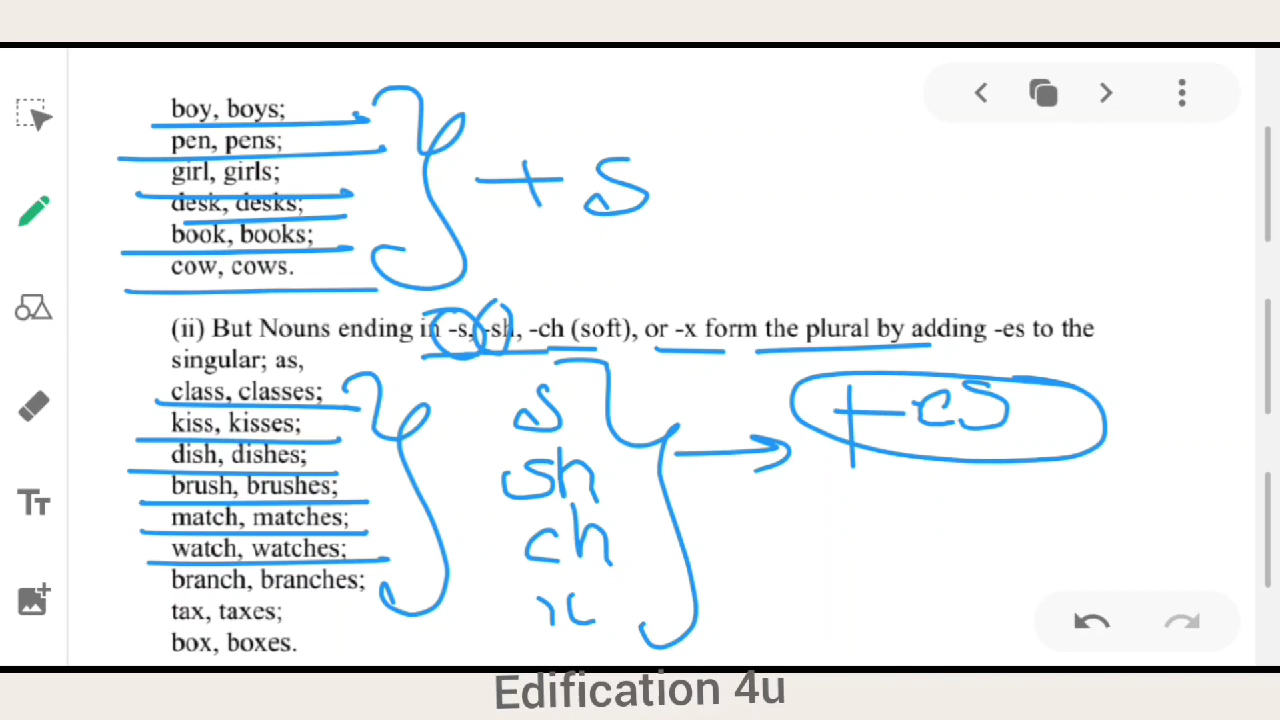 boy, boys;
pen, pens;
girl, girls;
desk, desks;
book, books;
cow, cows.
+ s
(ii) But Nouns ending in -s, -sh, -ch (soft), or -x form the plural by adding -es to the
singular; as,
class, classes;
kiss, kisses;
dish, dishes;
brush, brushes;
match, matches;
watch, watches;
branch, branches;
tax, taxes;
box, boxes.
s
sh
ch
x
+ es
TT
Edification 4u